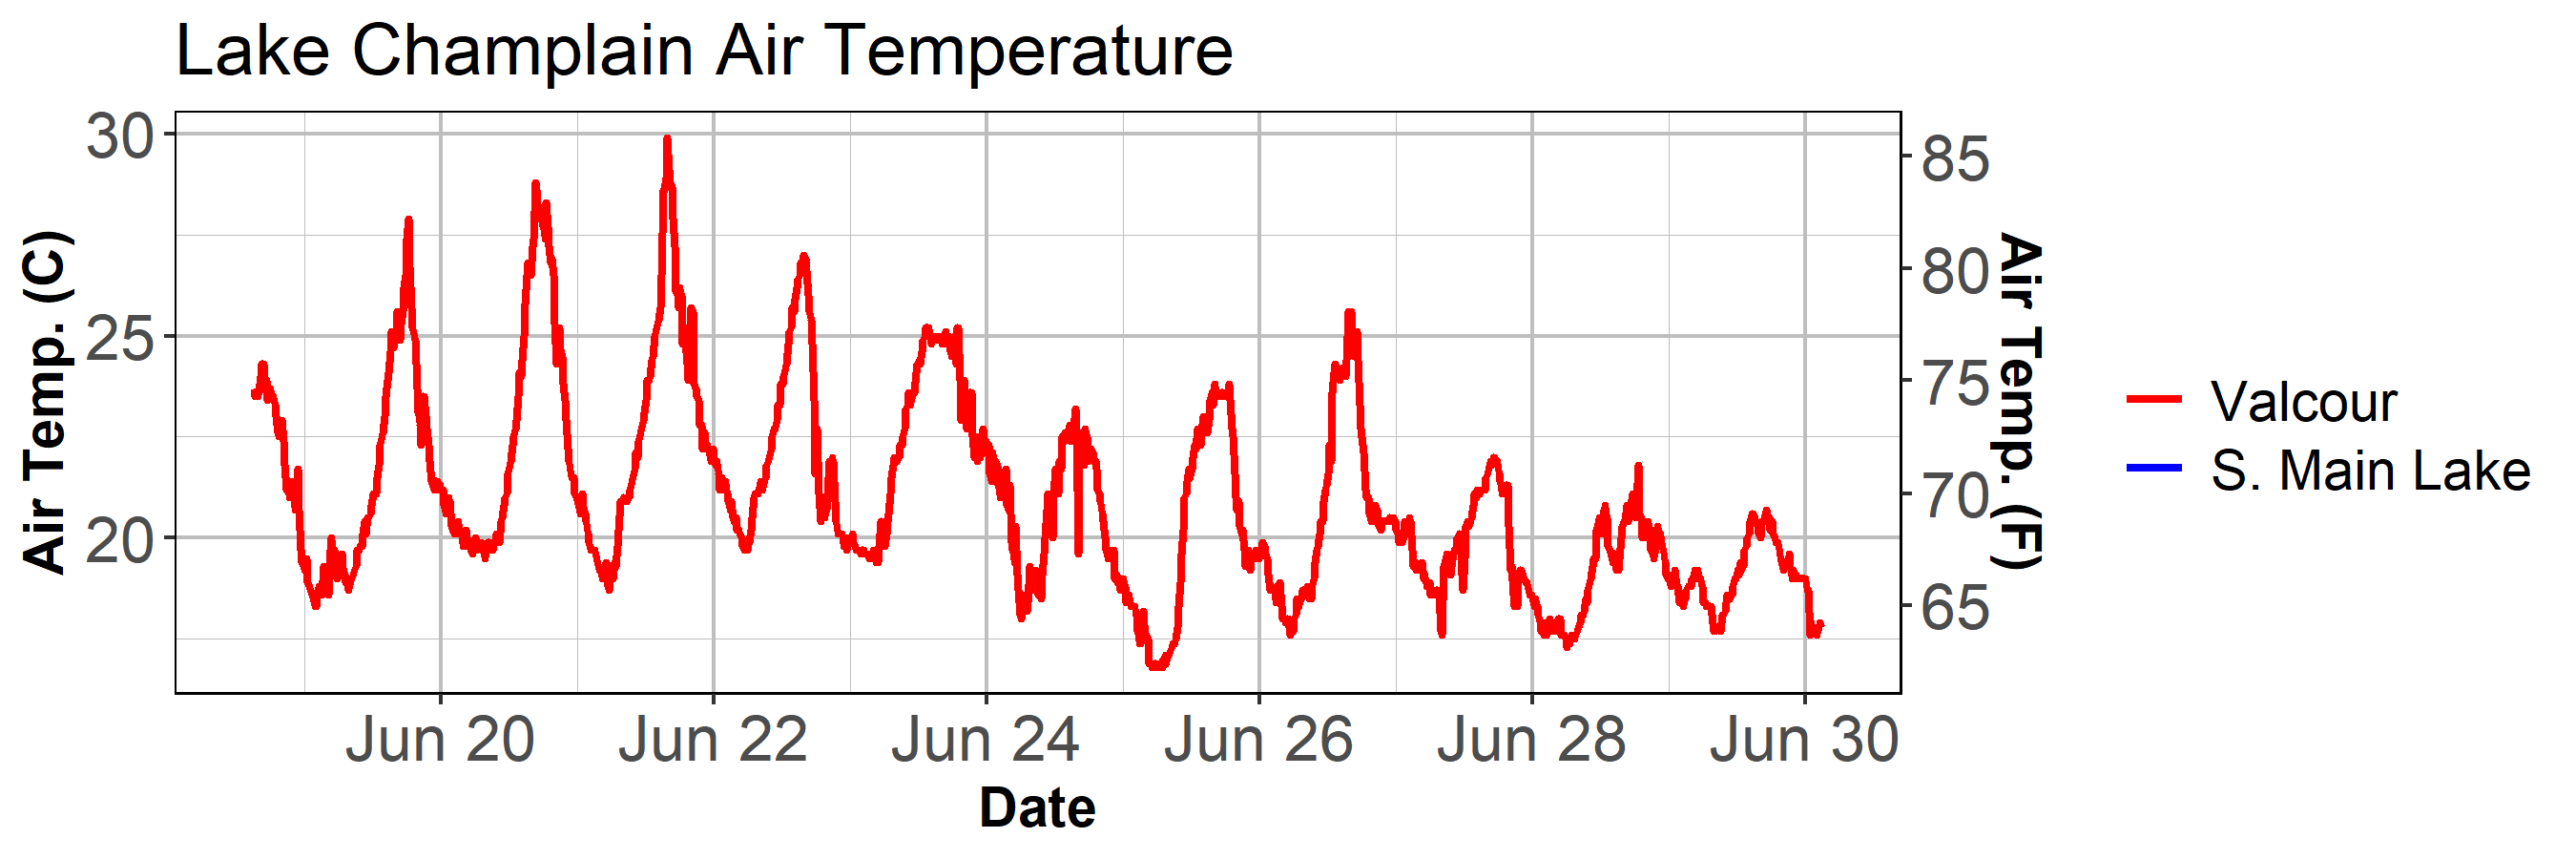 Lake Champlain Air Temperature
30
25
20
Air Temp. (C)
85
80
75
70
65
Air Temp. (F)
Jun 20 Jun 22 Jun 24 Jun 26 Jun 28 Jun 30
Date
Valcour
S. Main Lake